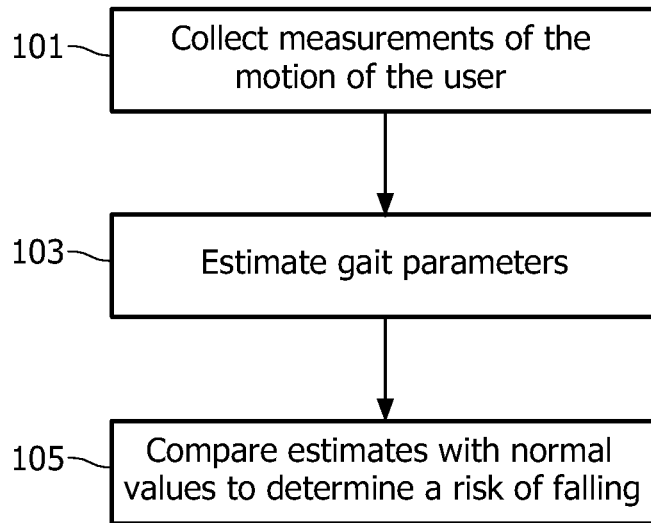 101
Collect measurements of the
motion of the user
103
Estimate gait parameters
105
Compare estimates with normal
values to determine a risk of falling